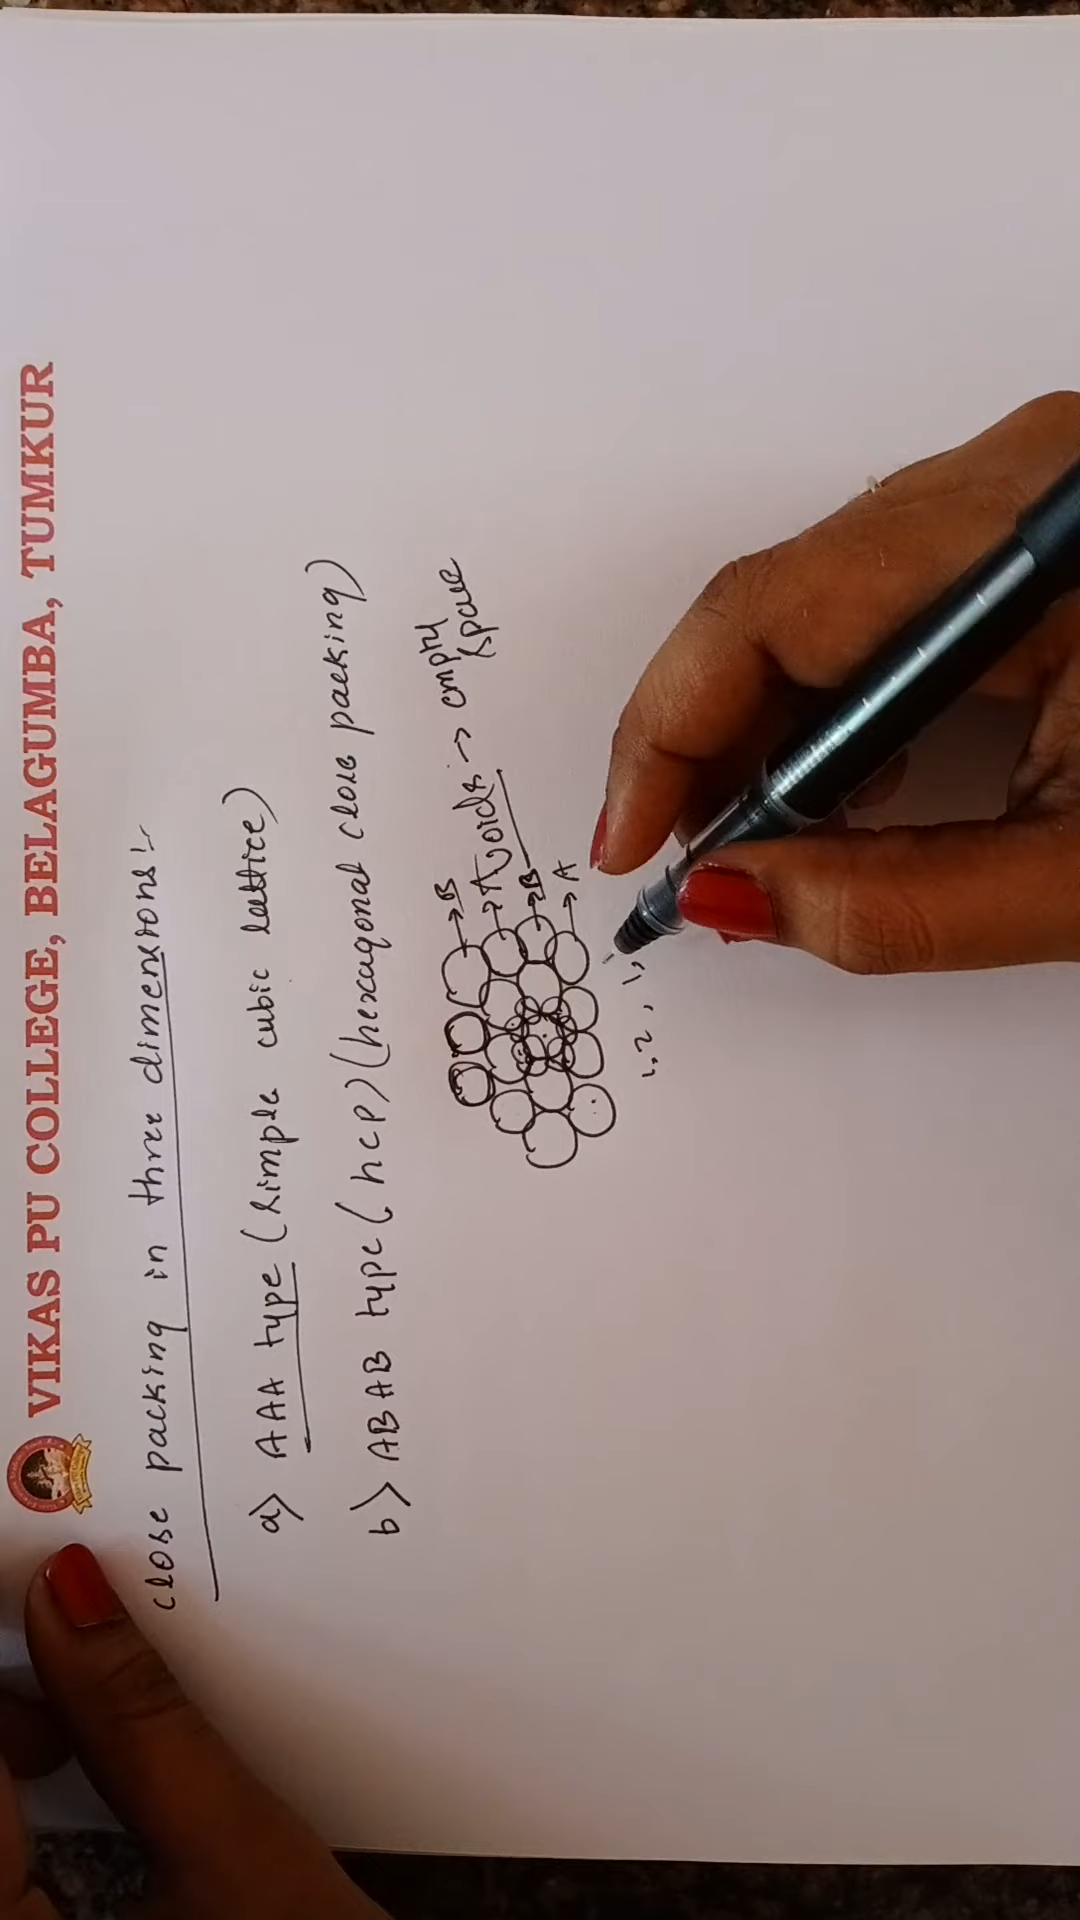 VIKAS PU COLLEGE, BELAGUMBA, TUMKUR
close packing in three dimensions:-
a) AAA type (simple cubic lattice)
b) ABAB type (hcp) (hexagonal close packing)
→B
→A voids → empty space
→B
→A
1, 2, 1,